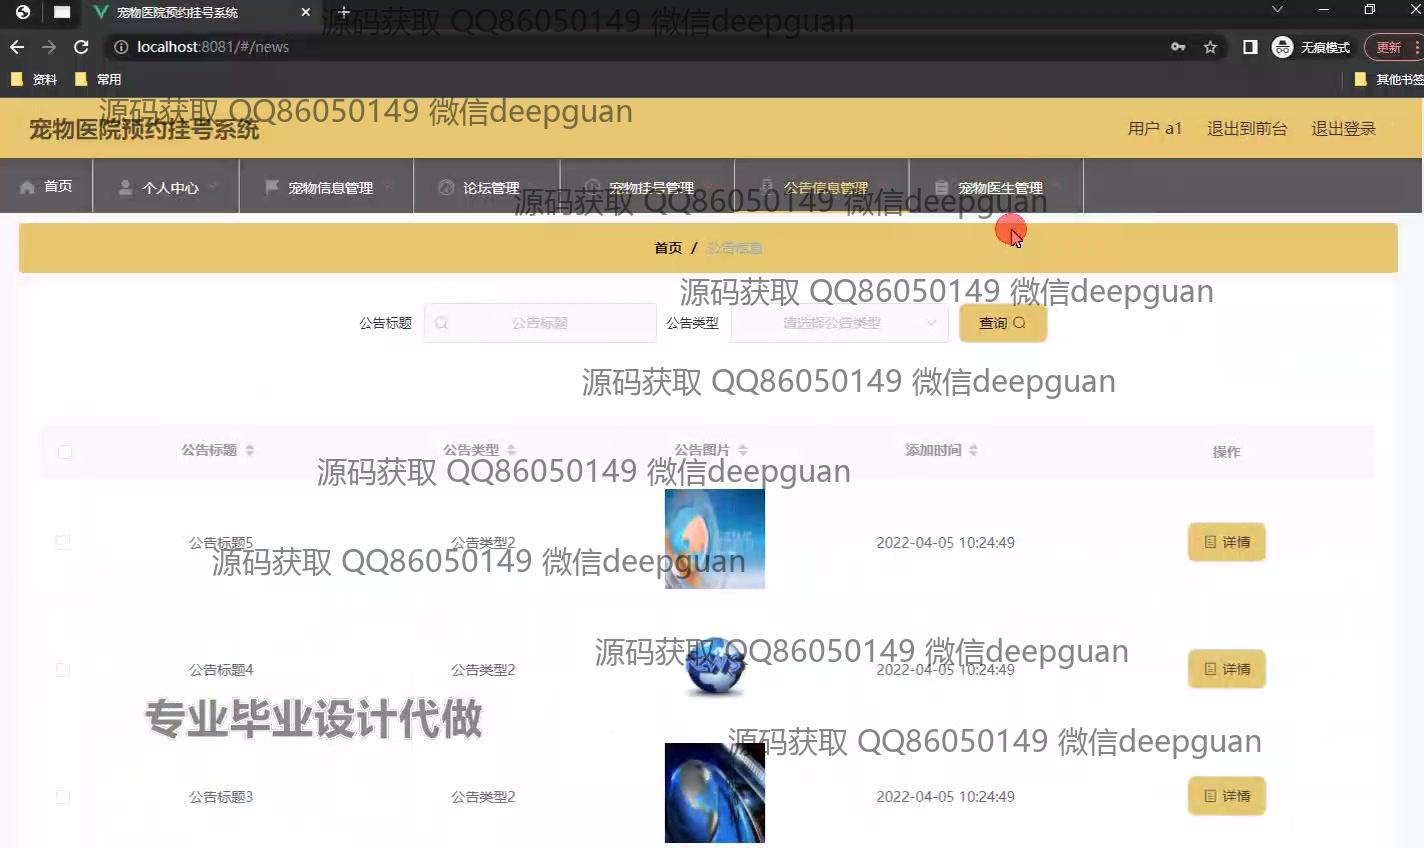 宠物医院预约挂号系统
源码获取 QQ86050149 微信deepguan
localhost:8081/#/news
无痕模式
更新
资料
常用
其他书签
源码获取 QQ86050149 微信deepguan
宠物医院预约挂号系统
用户 a1
退出到前台
退出登录
首页
个人中心
宠物信息管理
论坛管理
宠物挂号管理
公告信息管理
宠物医生管理
源码获取 QQ86050149 微信deepguan
首页 / 公告信息
源码获取 QQ86050149 微信deepguan
公告标题
公告标题
公告类型
请选择公告类型
查询
源码获取 QQ86050149 微信deepguan
公告标题
公告类型
公告图片
添加时间
操作
源码获取 QQ86050149 微信deepguan
公告标题5
公告类型2
NEWS
2022-04-05 10:24:49
详情
源码获取 QQ86050149 微信deepguan
源码获取 QQ86050149 微信deepguan
公告标题4
公告类型2
NEWS
2022-04-05 10:24:49
详情
专业毕业设计代做
源码获取 QQ86050149 微信deepguan
公告标题3
公告类型2
2022-04-05 10:24:49
详情